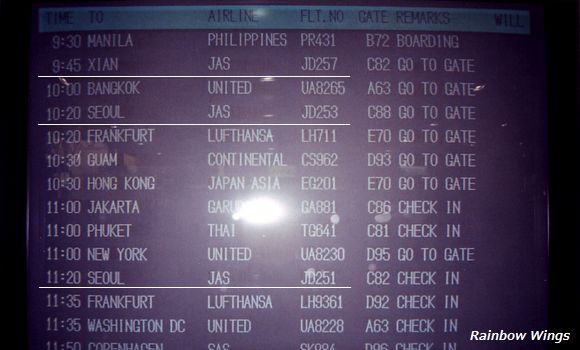 TIME TO AIRLINE FLT.NO GATE REMARKS WILL
9:30 MANILA PHILIPPINES PR431 B72 BOARDING
9:45 XIAN JAS JD257 C82 GO TO GATE
10:00 BANGKOK UNITED UA8265 A63 GO TO GATE
10:20 SEOUL JAS JD253 C88 GO TO GATE
10:20 FRANKFURT LUFTHANSA LH711 E70 GO TO GATE
10:30 GUAM CONTINENTAL CS962 D93 GO TO GATE
10:30 HONG KONG JAPAN ASIA EG201 E70 GO TO GATE
11:00 JAKARTA GA881 C86 CHECK IN
11:00 PHUKET THAI TG641 C81 CHECK IN
11:00 NEW YORK UNITED UA8230 D95 GO TO GATE
11:20 SEOUL JAS JD251 C82 CHECK IN
11:35 FRANKFURT LUFTHANSA LH9361 D92 CHECK IN
11:35 WASHINGTON DC UNITED UA8228 A63 CHECK IN
11:50 COPENHAGEN SAS CHECK IN
Rainbow Wings